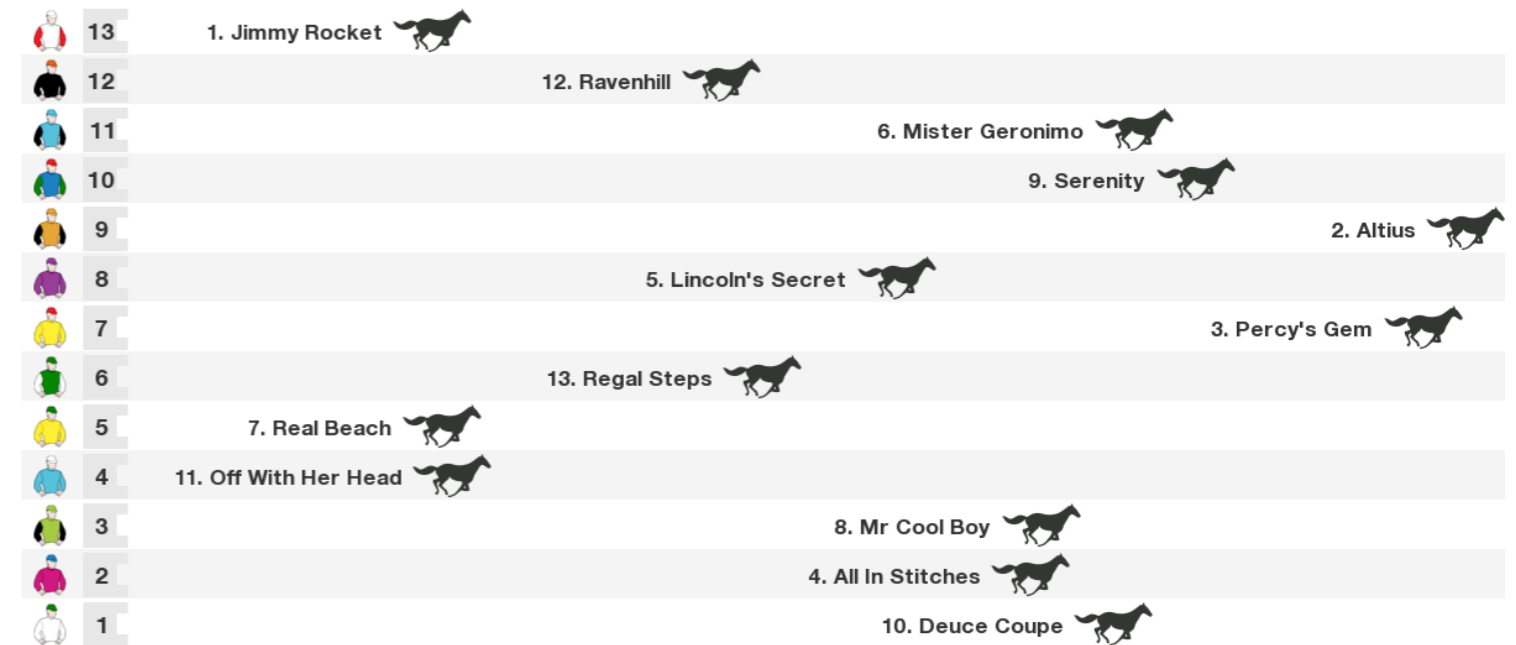 13 1. Jimmy Rocket
12 12. Ravenhill
11 6. Mister Geronimo
10 9. Serenity
9 2. Altius
8 5. Lincoln's Secret
7 3. Percy's Gem
6 13. Regal Steps
5 7. Real Beach
4 11. Off With Her Head
3 8. Mr Cool Boy
2 4. All In Stitches
1 10. Deuce Coupe